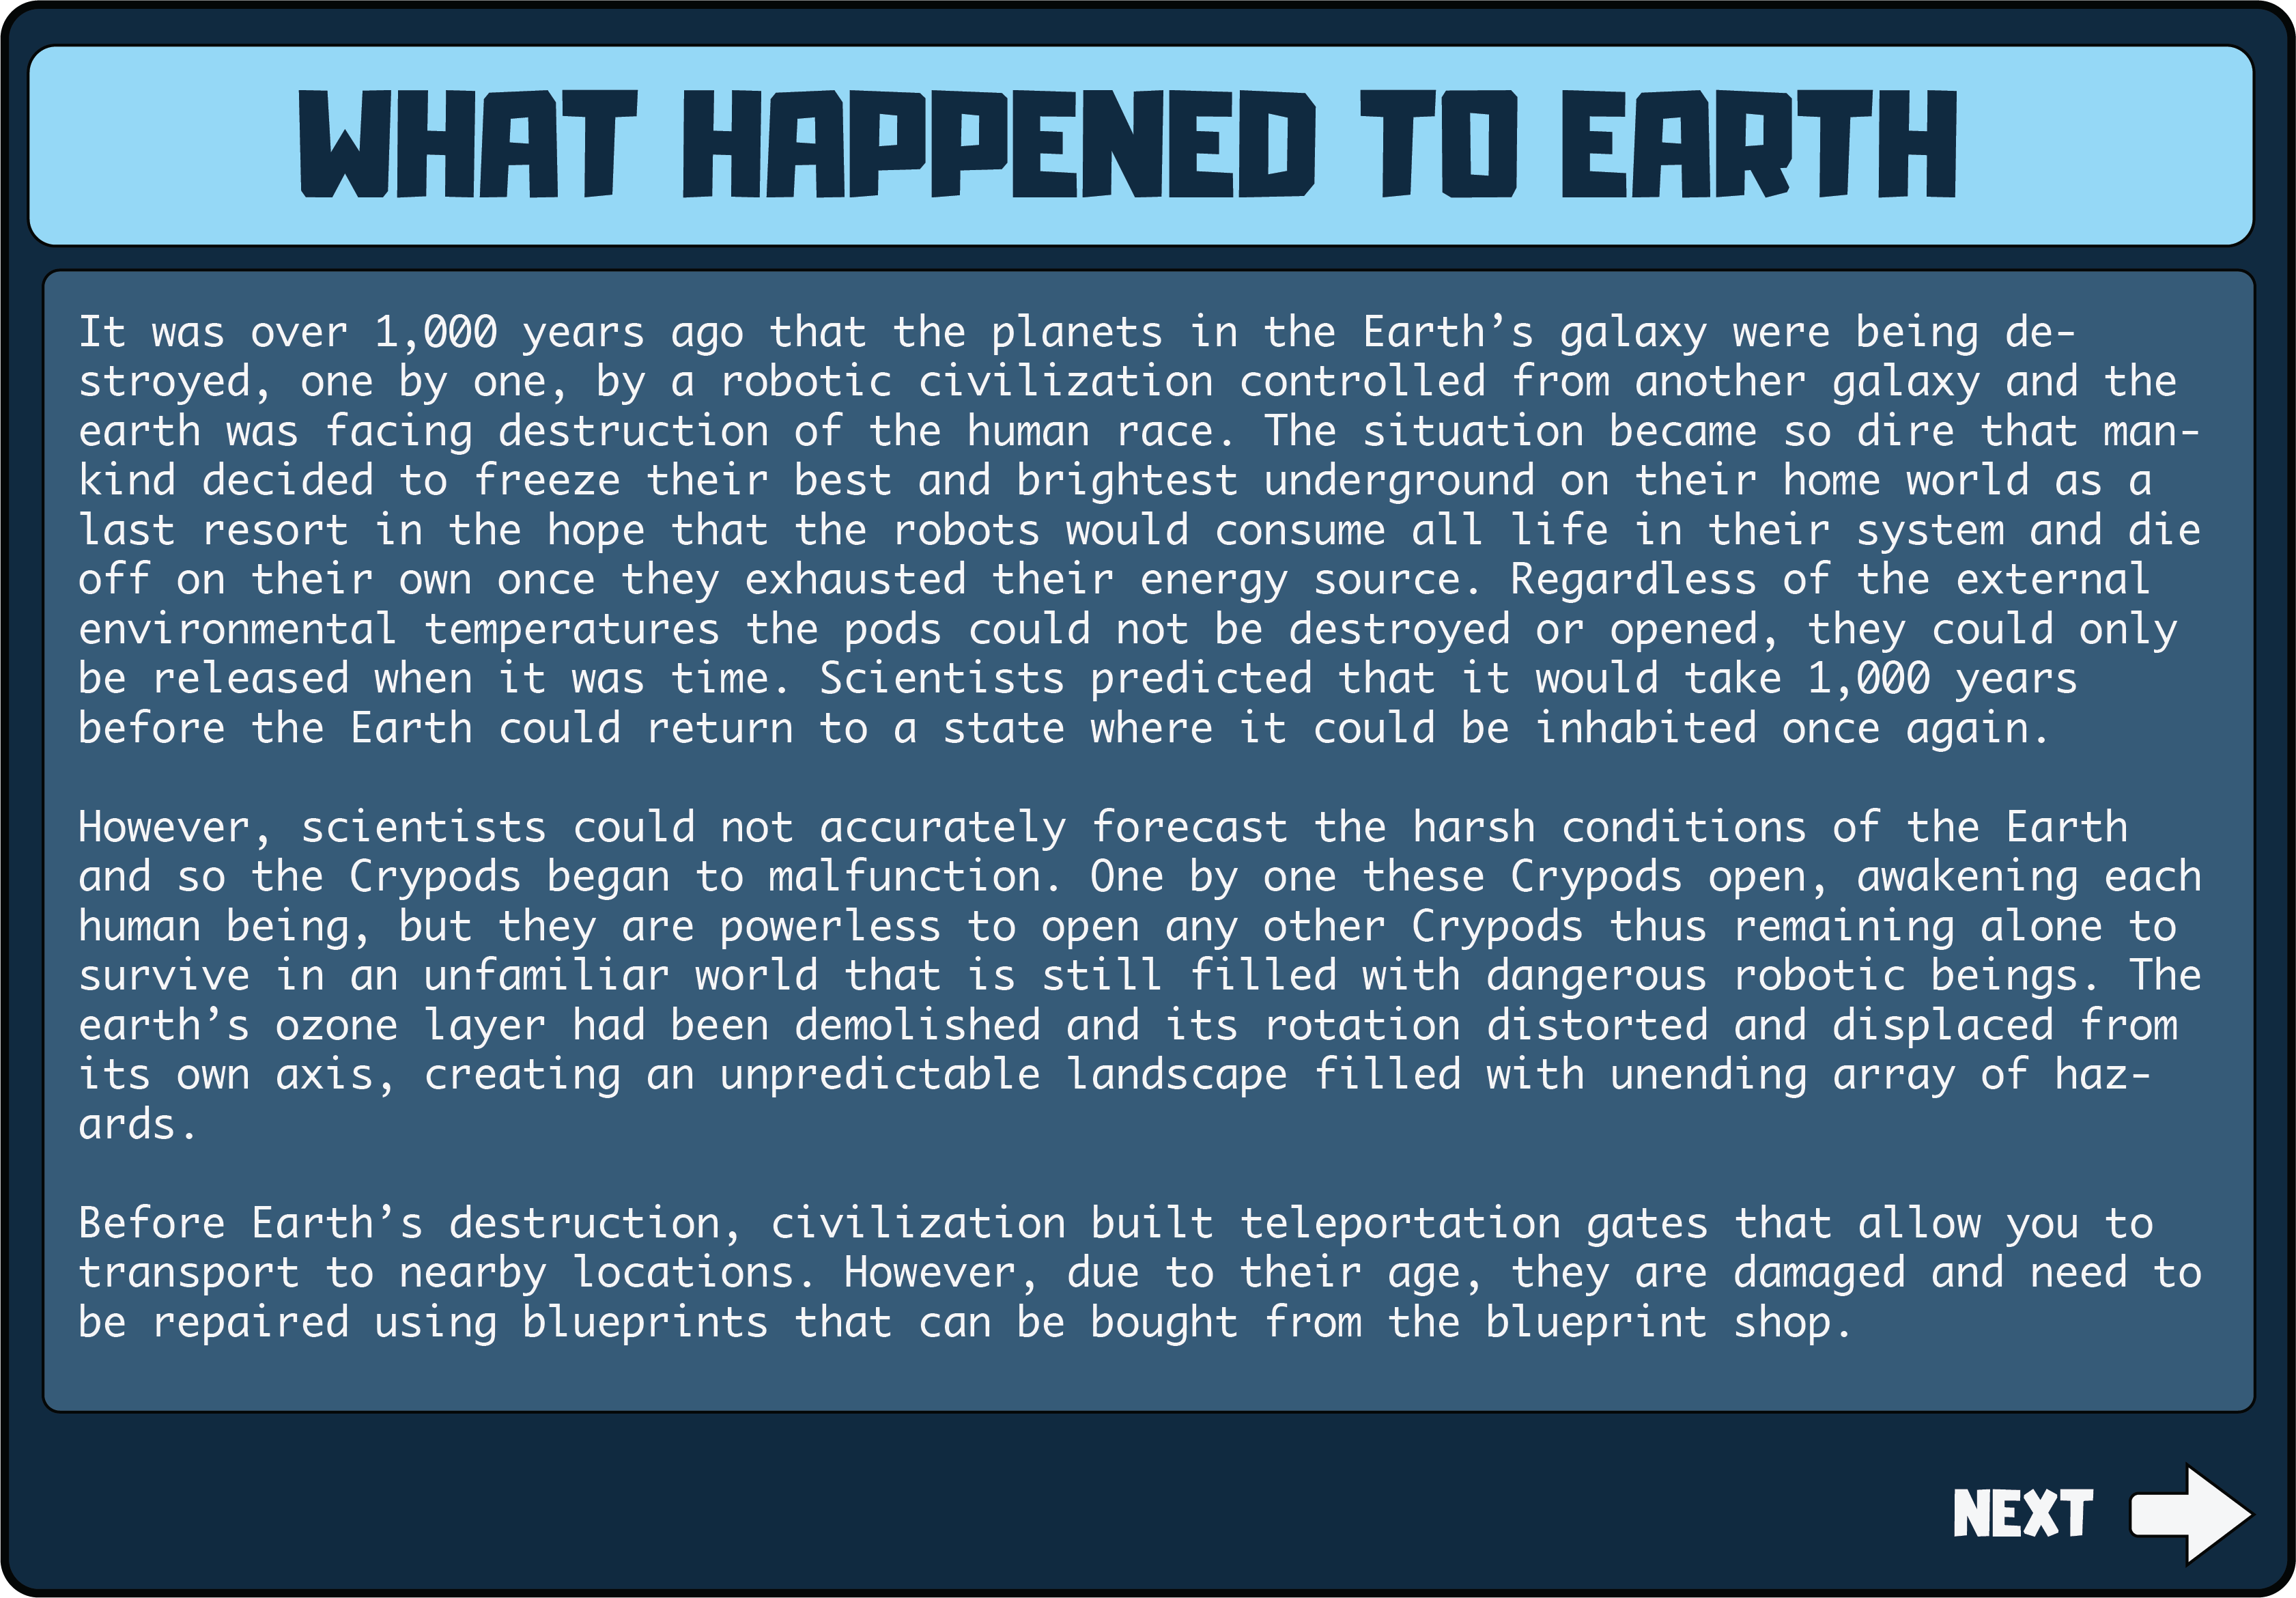 WHAT HAPPENED TO EARTH
It was over 1,000 years ago that the planets in the Earth’s galaxy were being de-
stroyed, one by one, by a robotic civilization controlled from another galaxy and the
earth was facing destruction of the human race. The situation became so dire that man-
kind decided to freeze their best and brightest underground on their home world as a
last resort in the hope that the robots would consume all life in their system and die
off on their own once they exhausted their energy source. Regardless of the external
environmental temperatures the pods could not be destroyed or opened, they could only
be released when it was time. Scientists predicted that it would take 1,000 years
before the Earth could return to a state where it could be inhabited once again.
However, scientists could not accurately forecast the harsh conditions of the Earth
and so the Crypods began to malfunction. One by one these Crypods open, awakening each
human being, but they are powerless to open any other Crypods thus remaining alone to
survive in an unfamiliar world that is still filled with dangerous robotic beings. The
earth’s ozone layer had been demolished and its rotation distorted and displaced from
its own axis, creating an unpredictable landscape filled with unending array of haz-
ards.
Before Earth’s destruction, civilization built teleportation gates that allow you to
transport to nearby locations. However, due to their age, they are damaged and need to
be repaired using blueprints that can be bought from the blueprint shop.
NEXT